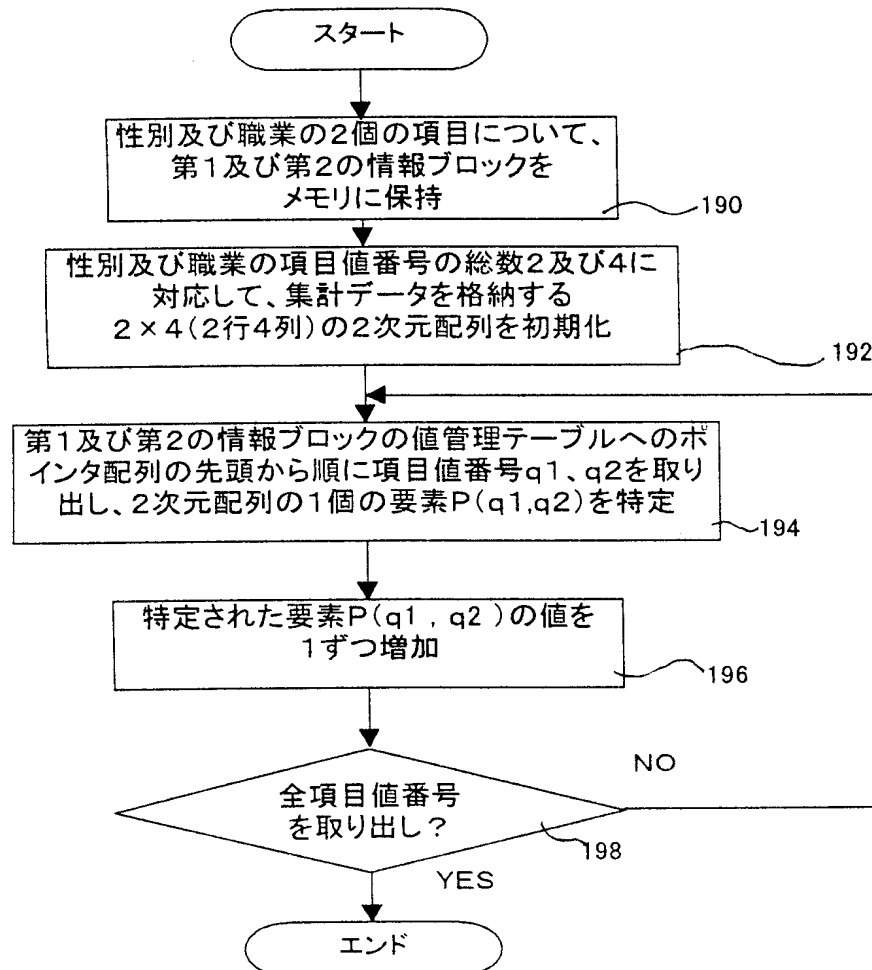 スタート
性別及び職業の2個の項目について、
第1及び第2の情報ブロックを
メモリに保持
190
性別及び職業の項目値番号の総数2及び4に
対応して、集計データを格納する
2×4(2行4列)の2次元配列を初期化
192
第1及び第2の情報ブロックの値管理テーブルへのポ
インタ配列の先頭から順に項目値番号q1、q2を取り
出し、2次元配列の1個の要素P(q1,q2)を特定
194
特定された要素P(q1,q2)の値を
1ずつ増加
196
全項目値番号
を取り出し?
198
NO
YES
エンド